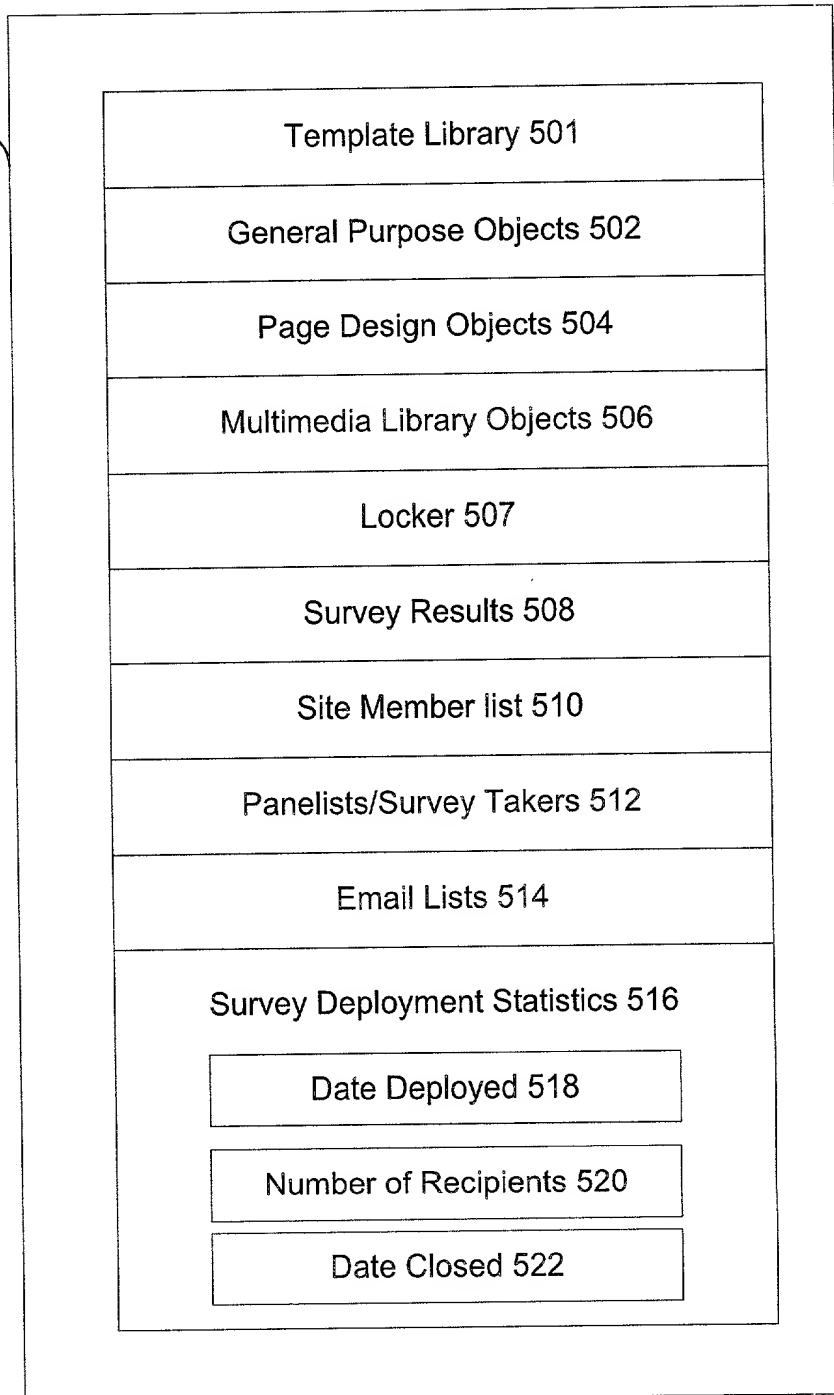 Template Library 501
General Purpose Objects 502
Page Design Objects 504
Multimedia Library Objects 506
Locker 507
Survey Results 508
Site Member list 510
Panelists/Survey Takers 512
Email Lists 514
Survey Deployment Statistics 516
Date Deployed 518
Number of Recipients 520
Date Closed 522